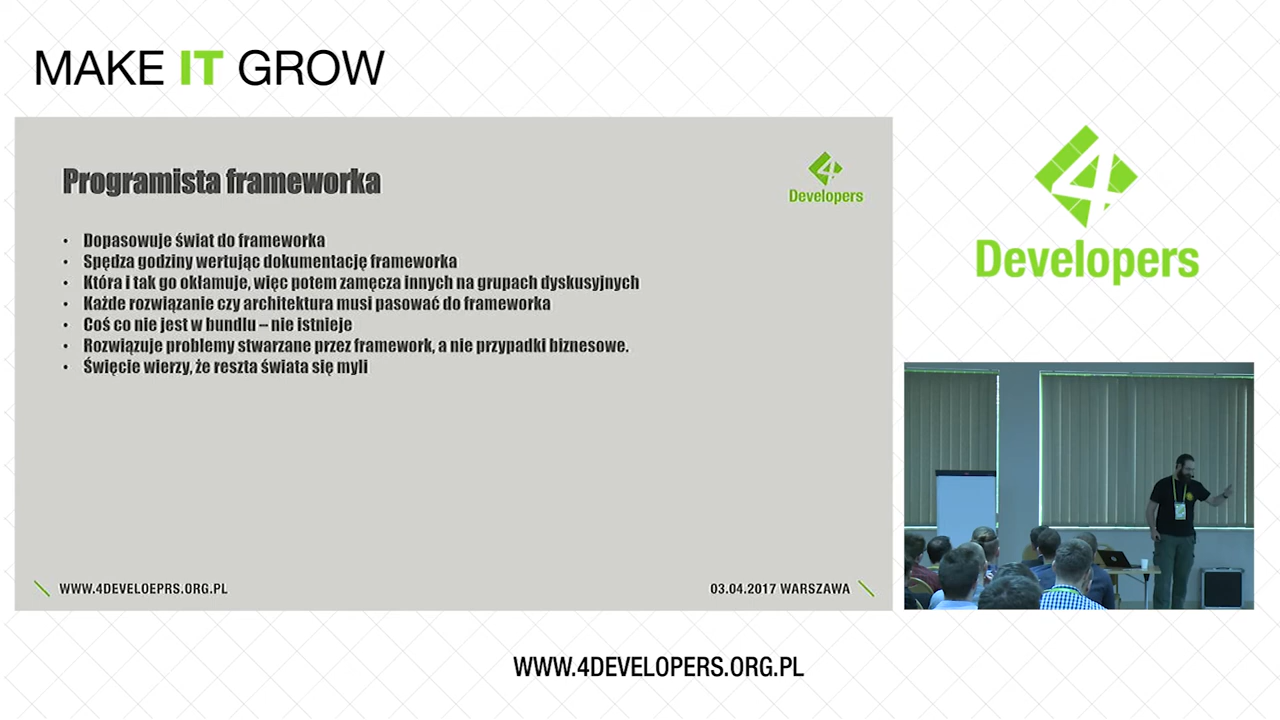 MAKE IT GROW
Programista frameworka
4
Developers
• Dopasowuje świat do frameworka
• Spędza godziny wertując dokumentację frameworka
• Która i tak go okłamuje, więc potem zamęcza innych na grupach dyskusyjnych
• Każde rozwiązanie czy architektura musi pasować do frameworka
• Coś co nie jest w bundlu – nie istnieje
• Rozwiązuje problemy stwarzane przez framework, a nie przypadki biznesowe.
• Święcie wierzy, że reszta świata się myli
WWW.4DEVELOEPRS.ORG.PL
03.04.2017 WARSZAWA
4
Developers
WWW.4DEVELOPERS.ORG.PL